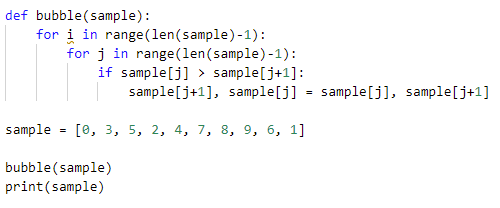 def bubble(sample):
    for i in range(len(sample)-1):
        for j in range(len(sample)-1):
            if sample[j] > sample[j+1]:
                sample[j+1], sample[j] = sample[j], sample[j+1]
sample = [0, 3, 5, 2, 4, 7, 8, 9, 6, 1]
bubble(sample)
print(sample)